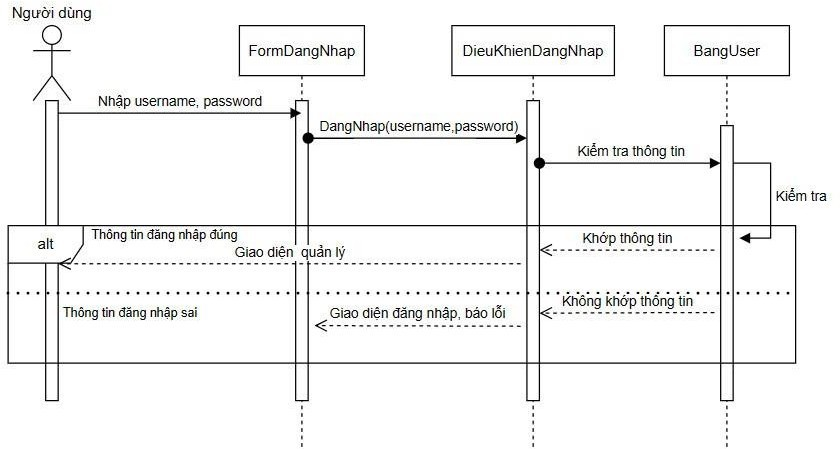 Người dùng
FormDangNhap
DieuKhienDangNhap
BangUser
Nhập username, password
DangNhap(username,password)
Kiểm tra thông tin
Kiểm tra
alt
Thông tin đăng nhập đúng
Khớp thông tin
Giao diện quản lý
Không khớp thông tin
Thông tin đăng nhập sai
Giao diện đăng nhập, báo lỗi